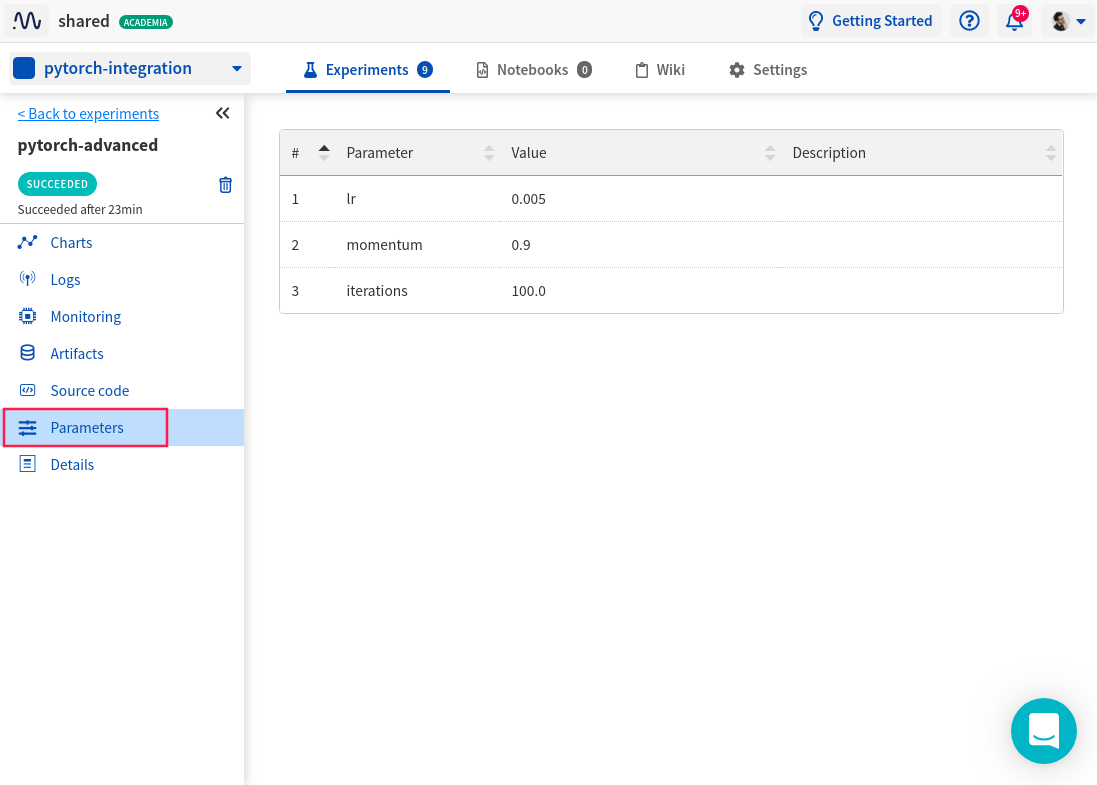 shared ACADEMIA Getting Started 9+
pytorch-integration Experiments 9 Notebooks 0 Wiki Settings
< Back to experiments
pytorch-advanced
SUCCEEDED
Succeeded after 23min
Charts
Logs
Monitoring
Artifacts
Source code
Parameters
Details
# Parameter Value Description
1 lr 0.005
2 momentum 0.9
3 iterations 100.0